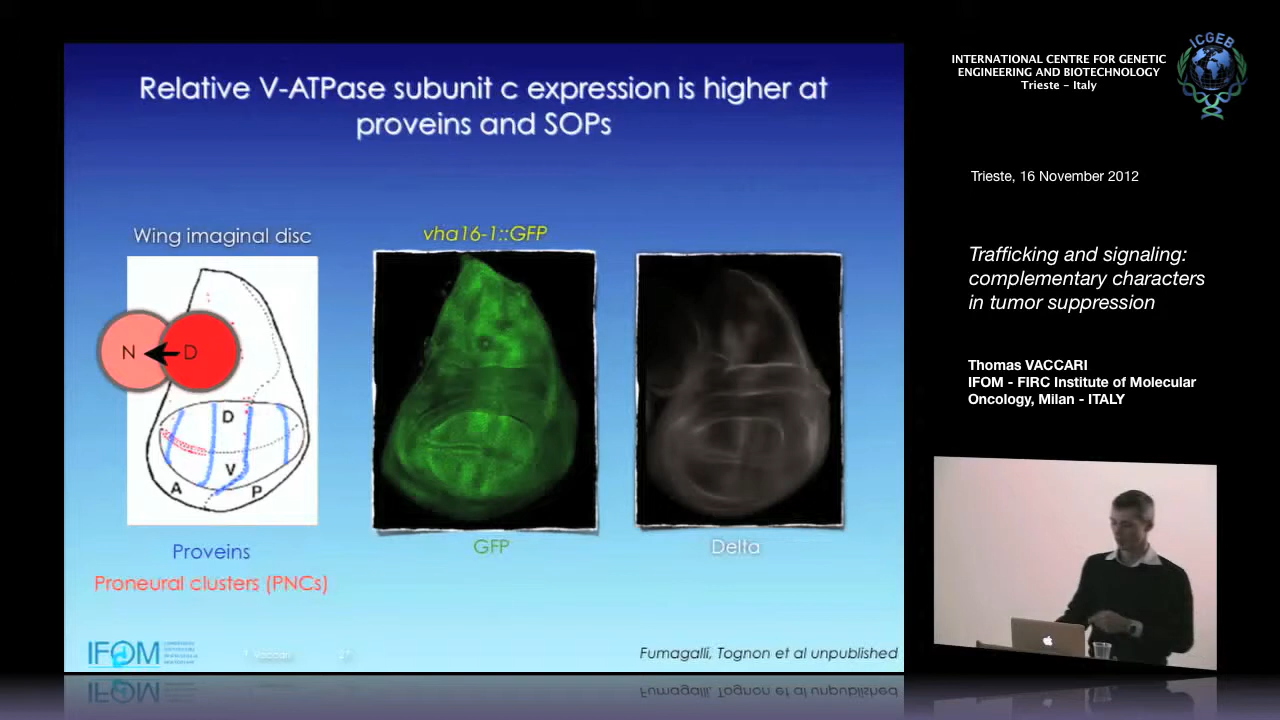 Relative V-ATPase subunit c expression is higher at
proveins and SOPs
Wing imaginal disc
vha16-1::GFP
N
D
D
V
A
P
GFP
Delta
Proveins
Proneural clusters (PNCs)
IFOM
T Vaccari
Fumagalli, Tognon et al unpublished
ICGEB
INTERNATIONAL CENTRE FOR GENETIC
ENGINEERING AND BIOTECHNOLOGY
Trieste - Italy
Trieste, 16 November 2012
Trafficking and signaling:
complementary characters
in tumor suppression
Thomas VACCARI
IFOM - FIRC Institute of Molecular
Oncology, Milan - ITALY